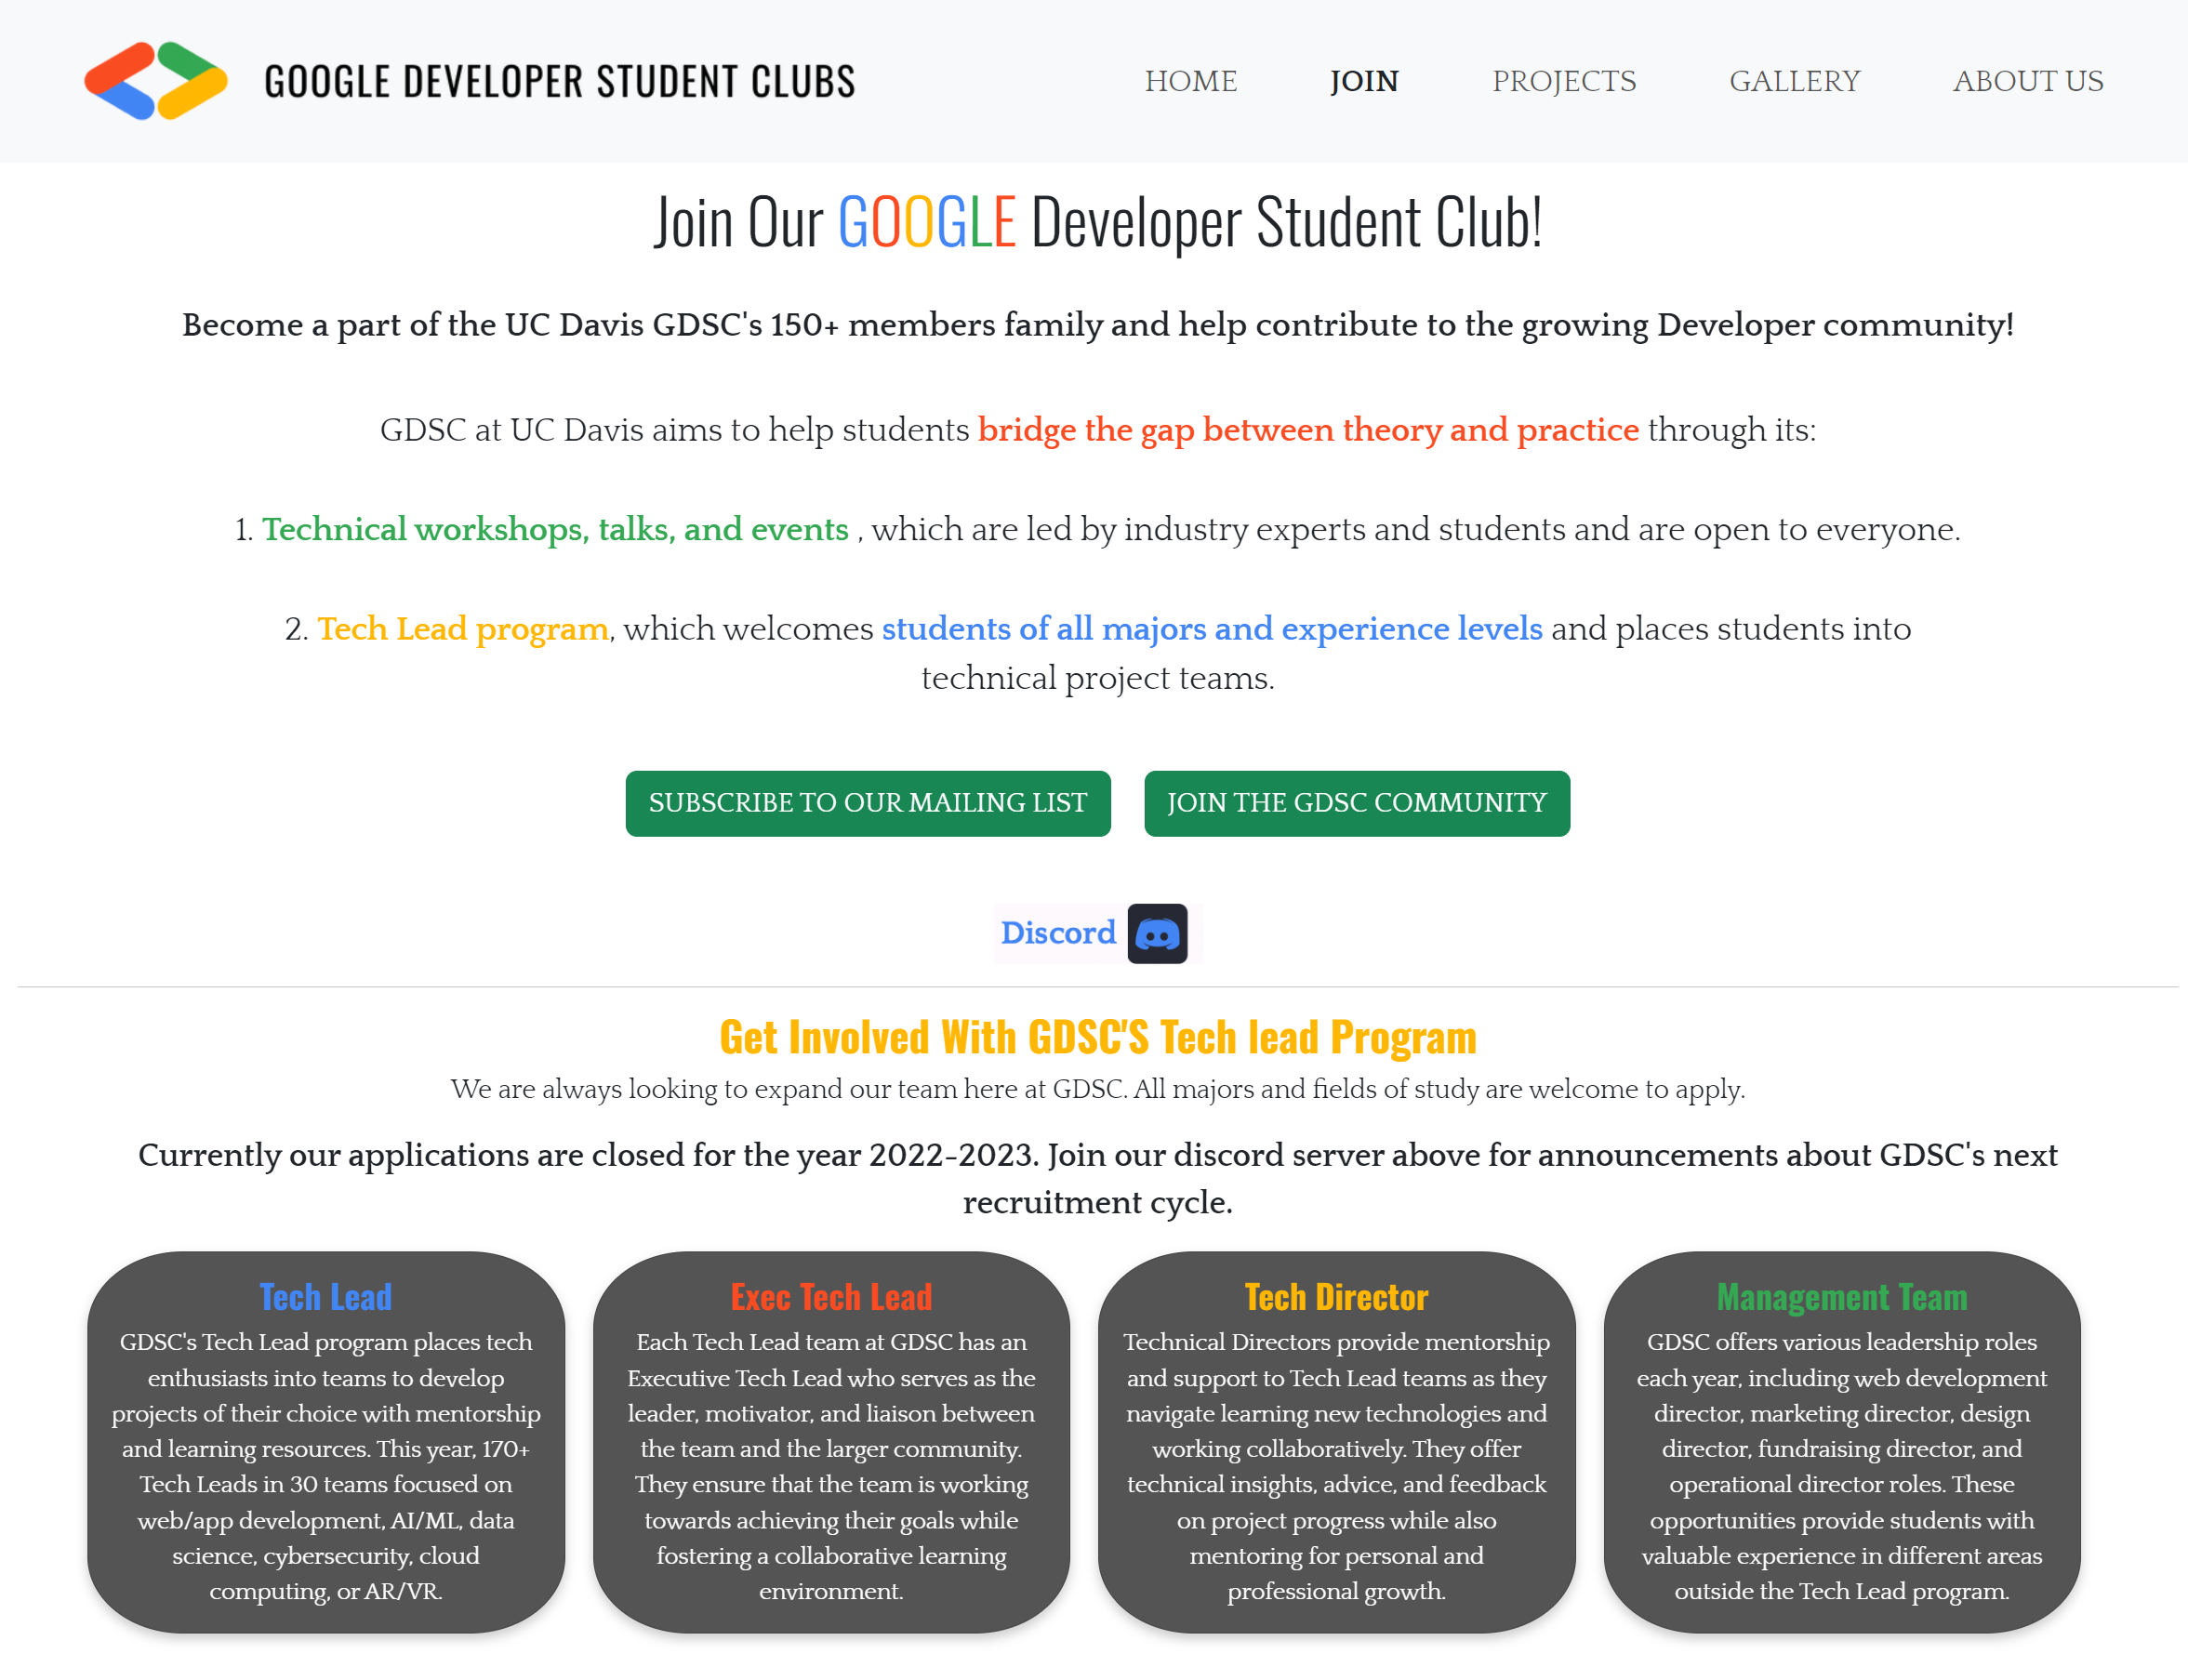 GOOGLE DEVELOPER STUDENT CLUBS
HOME
JOIN
PROJECTS
GALLERY
ABOUT US
Join Our GOOGLE Developer Student Club!
Become a part of the UC Davis GDSC's 150+ members family and help contribute to the growing Developer community!
GDSC at UC Davis aims to help students bridge the gap between theory and practice through its:
1. Technical workshops, talks, and events , which are led by industry experts and students and are open to everyone.
2. Tech Lead program, which welcomes students of all majors and experience levels and places students into
technical project teams.
SUBSCRIBE TO OUR MAILING LIST
JOIN THE GDSC COMMUNITY
Discord
Get Involved With GDSC'S Tech lead Program
We are always looking to expand our team here at GDSC. All majors and fields of study are welcome to apply.
Currently our applications are closed for the year 2022-2023. Join our discord server above for announcements about GDSC's next
recruitment cycle.
Tech Lead
GDSC's Tech Lead program places tech
enthusiasts into teams to develop
projects of their choice with mentorship
and learning resources. This year, 170+
Tech Leads in 30 teams focused on
web/app development, AI/ML, data
science, cybersecurity, cloud
computing, or AR/VR.
Exec Tech Lead
Each Tech Lead team at GDSC has an
Executive Tech Lead who serves as the
leader, motivator, and liaison between
the team and the larger community.
They ensure that the team is working
towards achieving their goals while
fostering a collaborative learning
environment.
Tech Director
Technical Directors provide mentorship
and support to Tech Lead teams as they
navigate learning new technologies and
working collaboratively. They offer
technical insights, advice, and feedback
on project progress while also
mentoring for personal and
professional growth.
Management Team
GDSC offers various leadership roles
each year, including web development
director, marketing director, design
director, fundraising director, and
operational director roles. These
opportunities provide students with
valuable experience in different areas
outside the Tech Lead program.